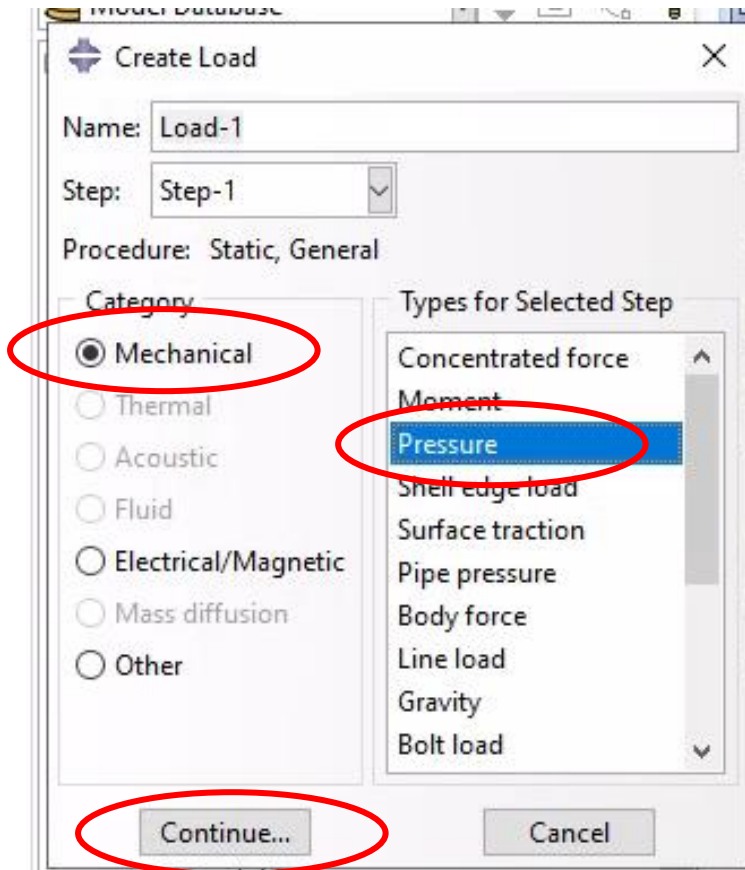 Model Database
Create Load
Name: Load-1
Step: Step-1
Procedure: Static, General
Category
Mechanical
Thermal
Acoustic
Fluid
Electrical/Magnetic
Mass diffusion
Other
Types for Selected Step
Concentrated force
Moment
Pressure
Shell edge load
Surface traction
Pipe pressure
Body force
Line load
Gravity
Bolt load
Continue... Cancel